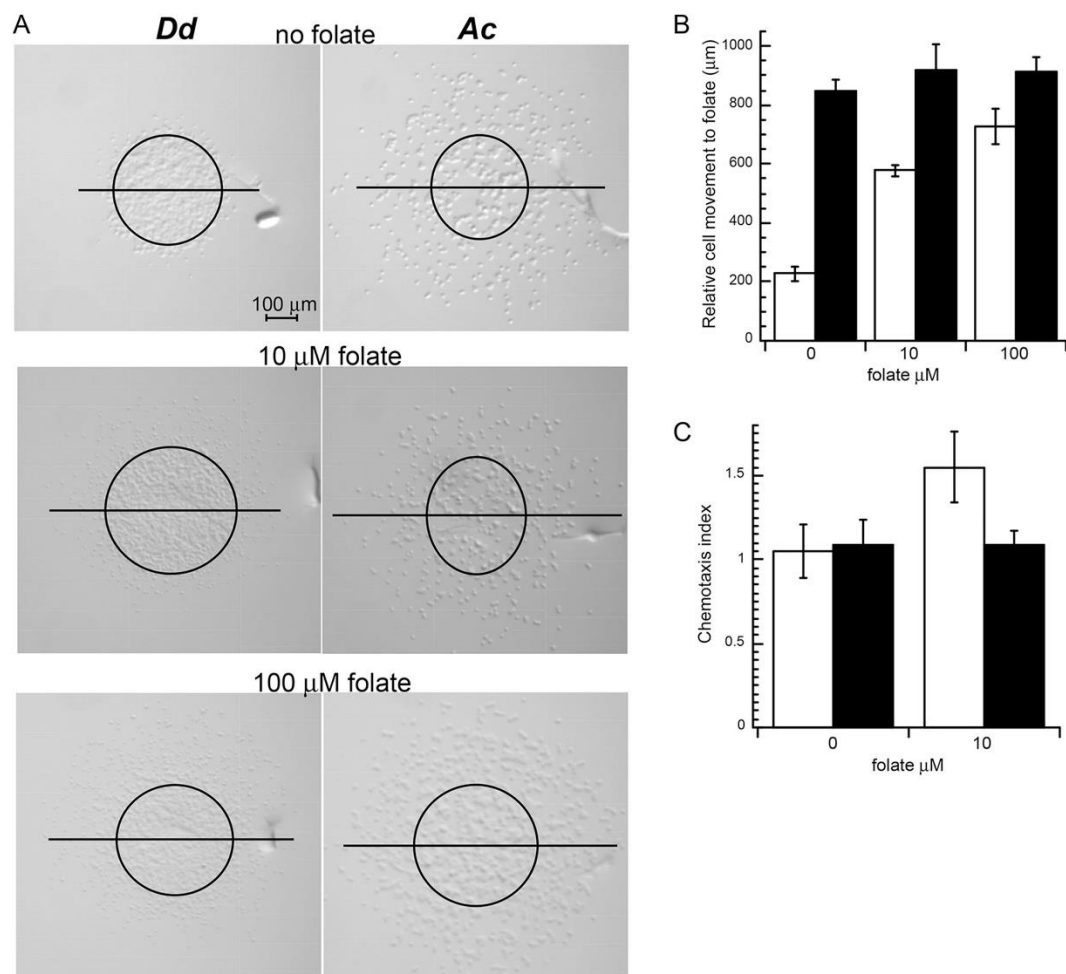 A
Dd
no folate
Ac
100 μm
10 μM folate
100 μM folate
B
Relative cell movement to folate (μm)
1000
800
600
400
200
0
0 10 100
folate μM
C
Chemotaxis index
1.5
1
0.5
0
0 10
folate μM